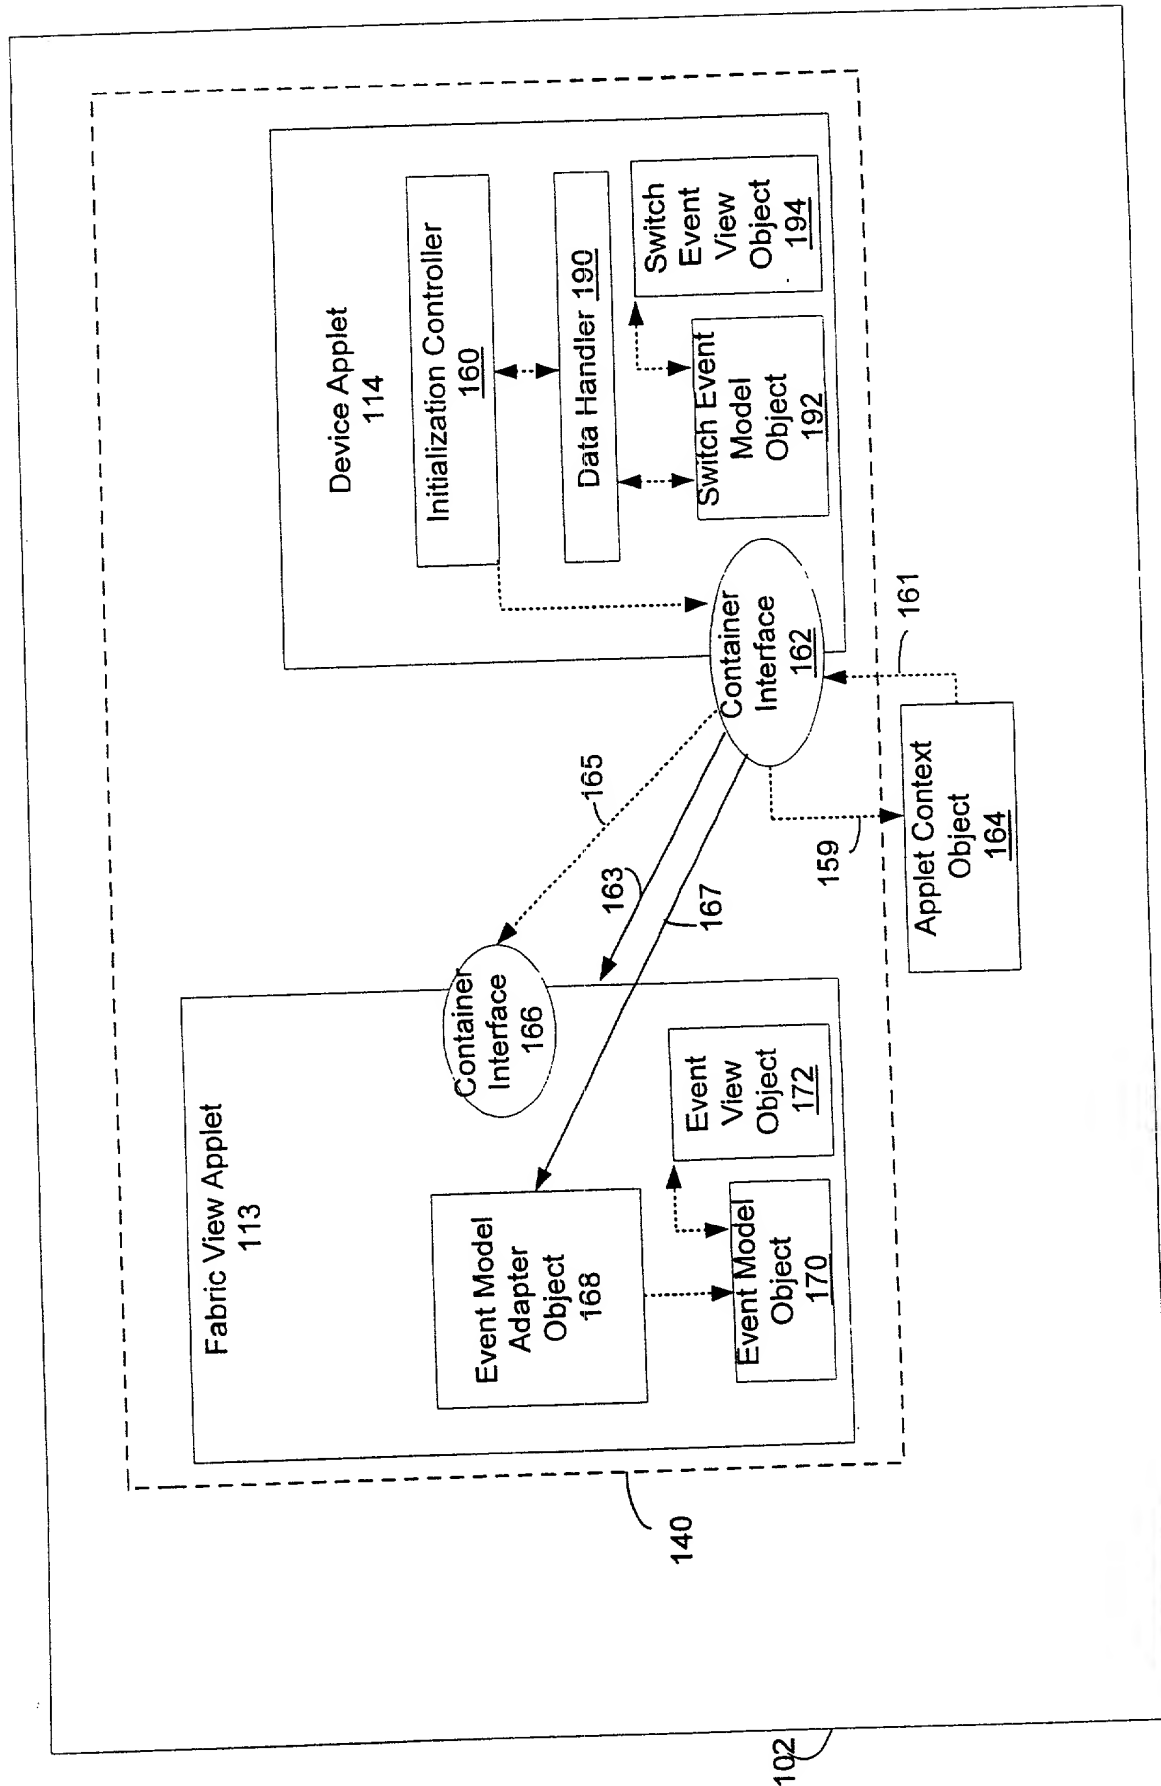 Fabric View Applet
113
Event Model
Adapter
Object
168
Container
Interface
166
Event Model
Object
170
Event
View
Object
172
140
Device Applet
114
Initialization Controller
160
Data Handler 190
Switch Event
Model
Object
192
Switch
Event
View
Object
194
Container
Interface
162
165
163
167
159
161
Applet Context
Object
164
102